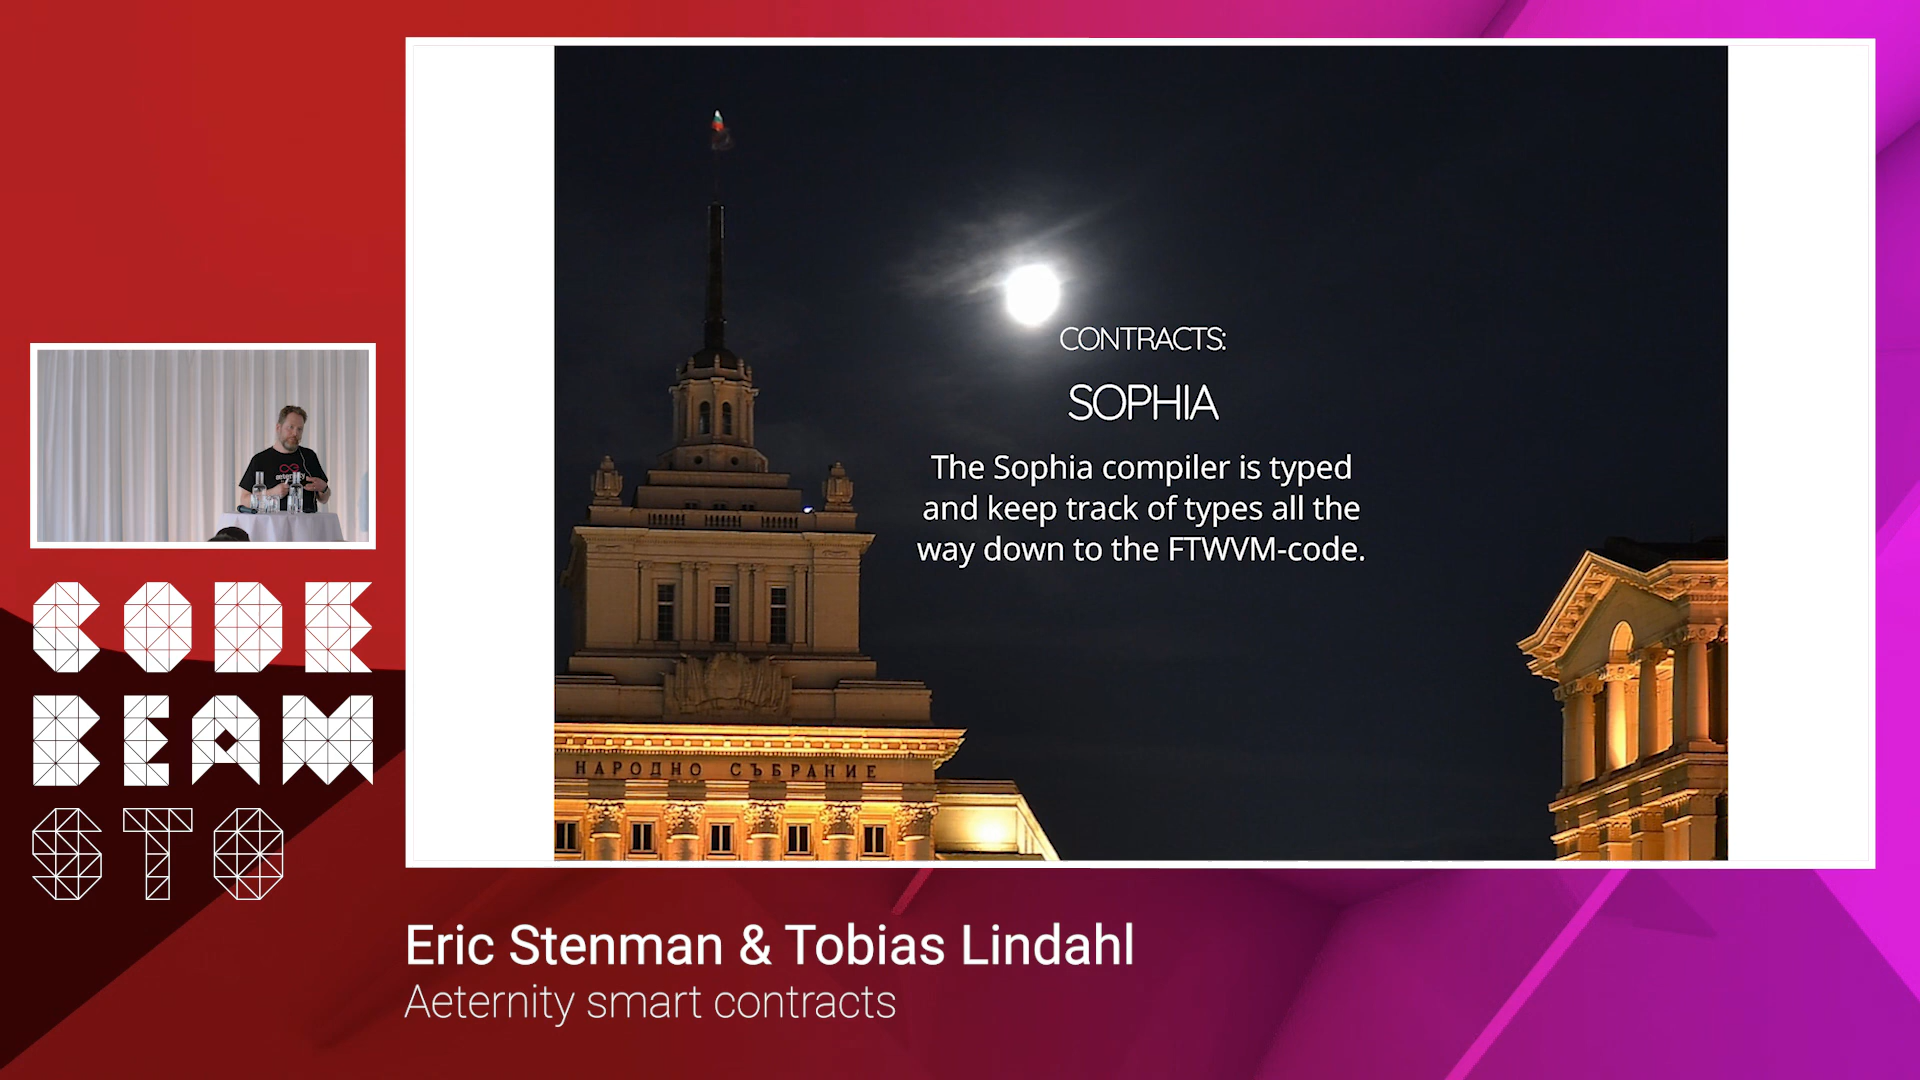 CONTRACTS:
SOPHIA
The Sophia compiler is typed
and keep track of types all the
way down to the FTWVM-code.
НАРОДНО СЪБРАНИЕ
aeternity
CODE
BEAM
STO
Eric Stenman & Tobias Lindahl
Aeternity smart contracts